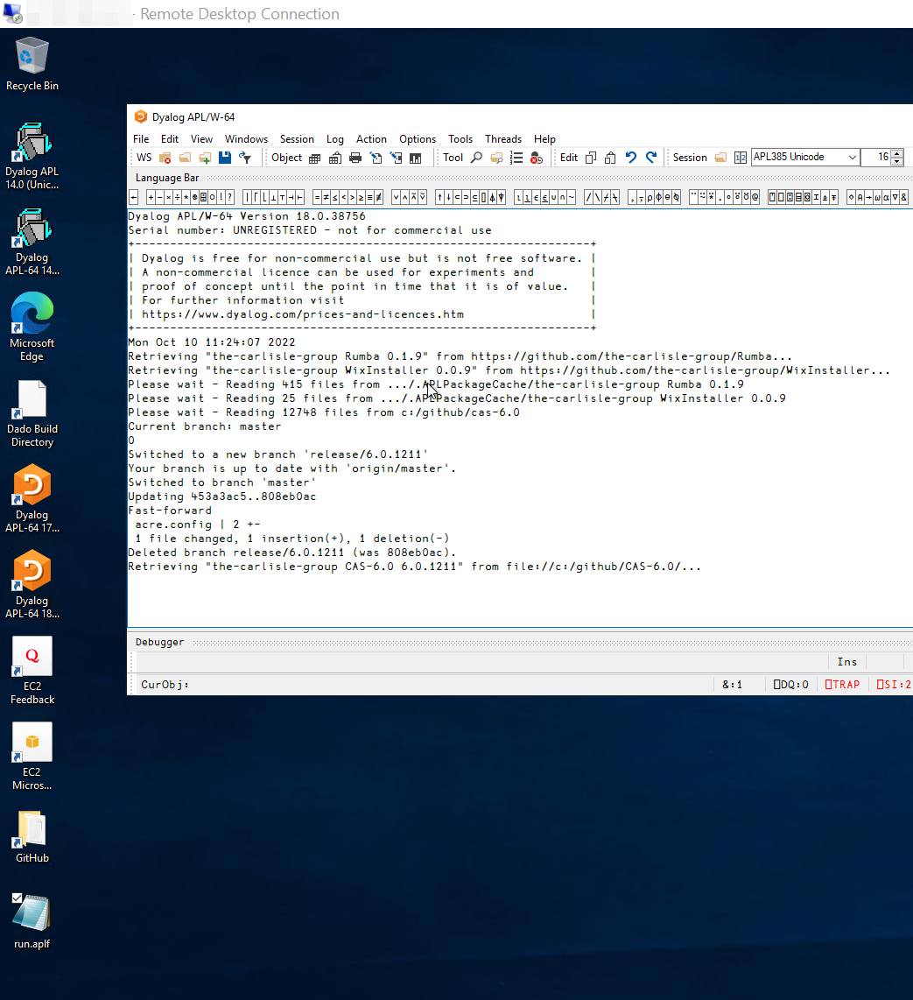 - Remote Desktop Connection
Recycle Bin
Dyalog APL
14.0 (Unic...
Dyalog
APL-64 14...
Microsoft
Edge
Dado Build
Directory
Dyalog
APL-64 17...
Dyalog
APL-64 18...
Q
EC2
Feedback
EC2
Micros...
GitHub
run.aplf
Dyalog APL/W-64
File Edit View Windows Session Log Action Options Tools Threads Help
WS Object Tool Edit Session APL385 Unicode 16
Language Bar
Dyalog APL/W-64 Version 18.0.38756
Serial number: UNREGISTERED - not for commercial use
+---------------------------------------------------------------+
| Dyalog is free for non-commercial use but is not free software. |
| A non-commercial licence can be used for experiments and |
| proof of concept until the point in time that it is of value. |
| For further information visit |
| https://www.dyalog.com/prices-and-licences.htm |
+---------------------------------------------------------------+
Mon Oct 10 11:24:07 2022
Retrieving "the-carlisle-group Rumba 0.1.9" from https://github.com/the-carlisle-group/Rumba...
Retrieving "the-carlisle-group WixInstaller 0.0.9" from https://github.com/the-carlisle-group/WixInstaller...
Please wait - Reading 415 files from .../.APLPackageCache/the-carlisle-group Rumba 0.1.9
Please wait - Reading 25 files from .../.APLPackageCache/the-carlisle-group WixInstaller 0.0.9
Please wait - Reading 12748 files from c:/github/cas-6.0
Current branch: master
0
Switched to a new branch 'release/6.0.1211'
Your branch is up to date with 'origin/master'.
Switched to branch 'master'
Updating 453a3ac5..808eb0ac
Fast-forward
acre.config | 2 +-
1 file changed, 1 insertion(+), 1 deletion(-)
Deleted branch release/6.0.1211 (was 808eb0ac).
Retrieving "the-carlisle-group CAS-6.0 6.0.1211" from file://c:/github/CAS-6.0/...
Debugger
Ins
CurObj: &:1 ⎕DQ:0 ⎕TRAP ⎕SI:2